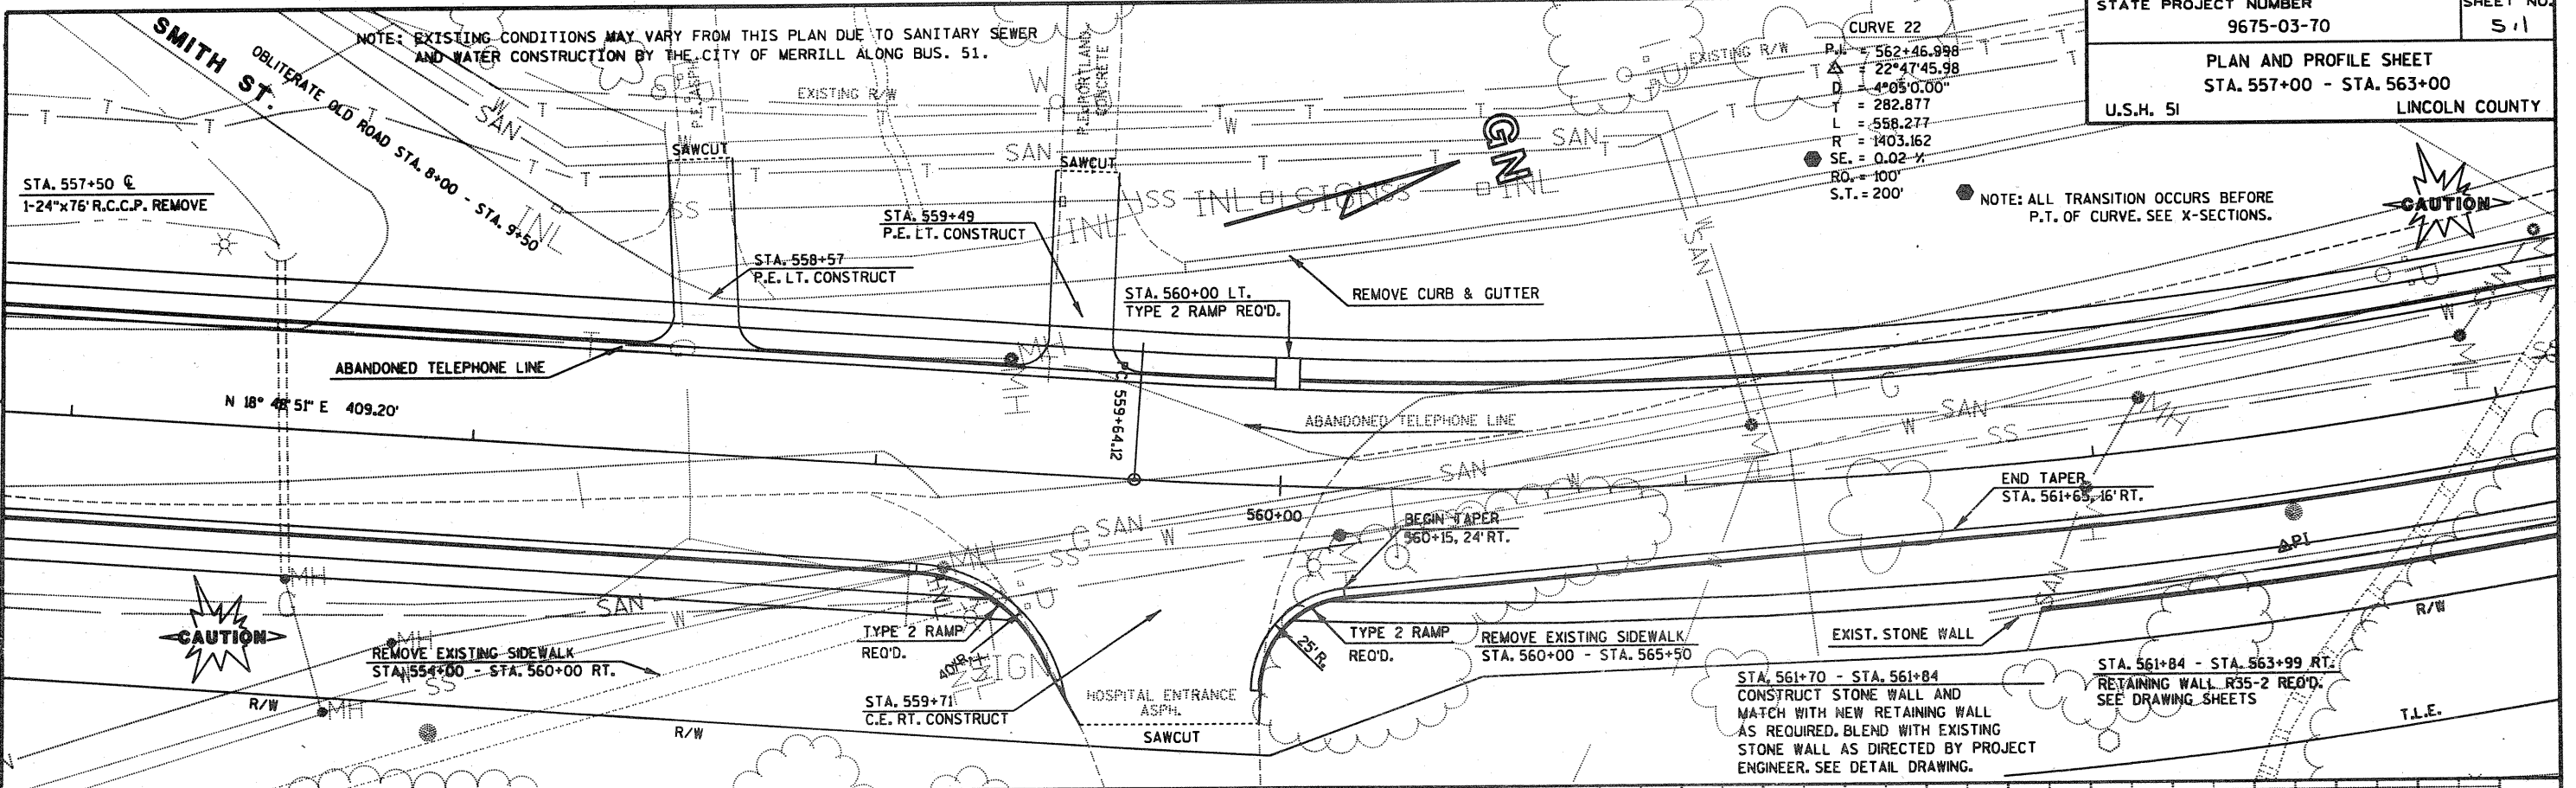 STATE PROJECT NUMBER
9675-03-70
SHEET NO.
5.1
PLAN AND PROFILE SHEET
STA. 557+00 - STA. 563+00
U.S.H. 51
LINCOLN COUNTY
NOTE: EXISTING CONDITIONS MAY VARY FROM THIS PLAN DUE TO SANITARY SEWER
AND WATER CONSTRUCTION BY THE CITY OF MERRILL ALONG BUS. 51.
SMITH ST.
OBLITERATE OLD ROAD STA. 8+00 - STA. 9+50
CURVE 22
P.I. = 562+46.998
Δ = 22°47'45.98
D = 4°05'0.00"
T = 282.877
L = 558.277
R = 1403.162
SE. = 0.02 %
RO. = 100'
S.T. = 200'
NOTE: ALL TRANSITION OCCURS BEFORE
P.T. OF CURVE. SEE X-SECTIONS.
CAUTION
EXISTING R/W
EXISTING R/W
P.E. PORTLAND
CONCRETE
SAWCUT
SAWCUT
GN
STA. 557+50 ℄
1-24"x76' R.C.C.P. REMOVE
STA. 559+49
P.E. LT. CONSTRUCT
STA. 558+57
P.E. LT. CONSTRUCT
STA. 560+00 LT.
TYPE 2 RAMP REQ'D.
REMOVE CURB & GUTTER
ABANDONED TELEPHONE LINE
559+64.12
ABANDONED TELEPHONE LINE
END TAPER
STA. 561+65, 16' RT.
560+00
BEGIN TAPER
560+15, 24' RT.
API
CAUTION
REMOVE EXISTING SIDEWALK
STA. 554+00 - STA. 560+00 RT.
TYPE 2 RAMP
REQ'D.
40'R.
25'R.
TYPE 2 RAMP
REQ'D.
REMOVE EXISTING SIDEWALK
STA. 560+00 - STA. 565+50
EXIST. STONE WALL
R/W
STA. 559+71
C.E. RT. CONSTRUCT
HOSPITAL ENTRANCE
ASPH.
SAWCUT
R/W
R/W
STA. 561+70 - STA. 561+84
CONSTRUCT STONE WALL AND
MATCH WITH NEW RETAINING WALL
AS REQUIRED. BLEND WITH EXISTING
STONE WALL AS DIRECTED BY PROJECT
ENGINEER. SEE DETAIL DRAWING.
STA. 561+84 - STA. 563+99 RT.
RETAINING WALL R35-2 REQ'D.
SEE DRAWING SHEETS
T.L.E.